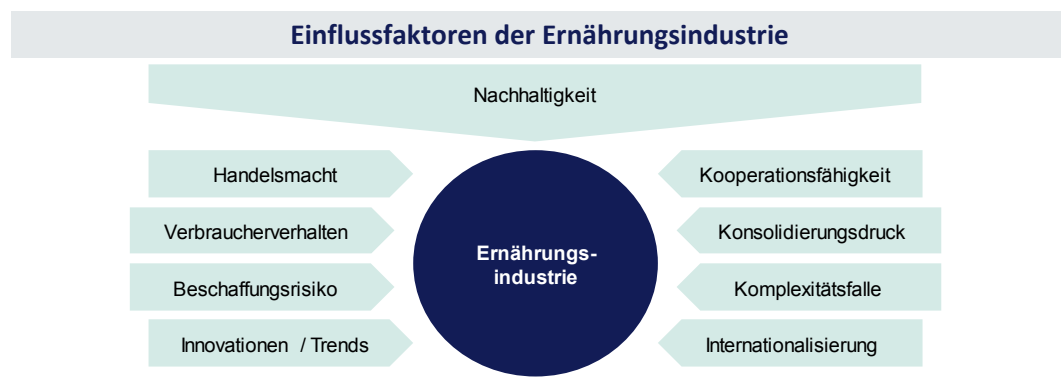 Einflussfaktoren der Ernährungsindustrie
Nachhaltigkeit
Handelsmacht
Verbraucherverhalten
Beschaffungsrisiko
Innovationen / Trends
Ernährungs-
industrie
Kooperationsfähigkeit
Konsolidierungsdruck
Komplexitätsfalle
Internationalisierung